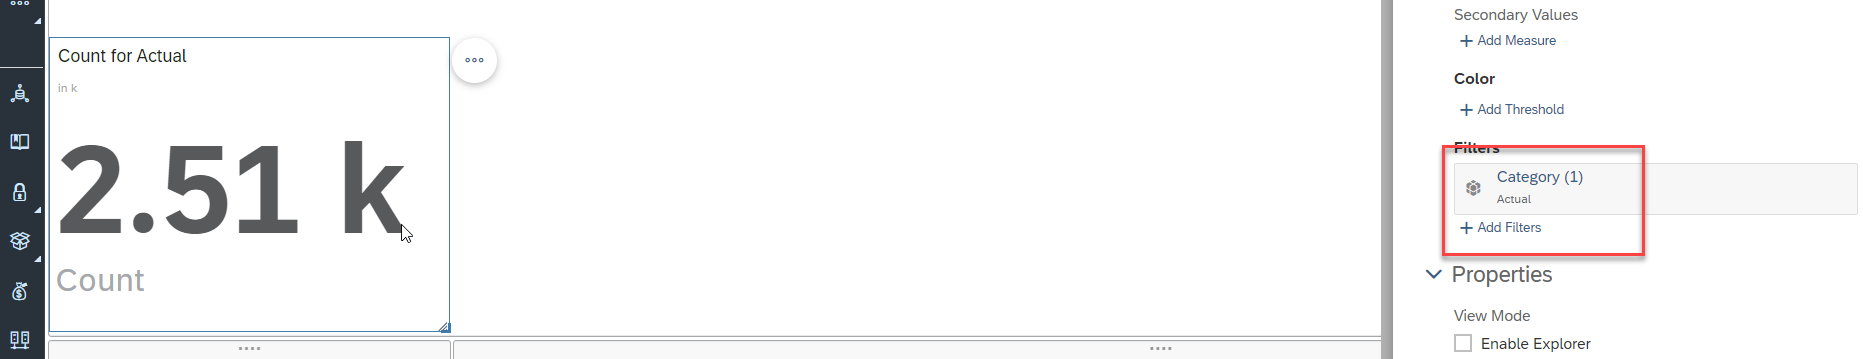 Count for Actual
in k
2.51 k
Count
Secondary Values
+ Add Measure
Color
+ Add Threshold
Filters
Category (1)
Actual
+ Add Filters
Properties
View Mode
Enable Explorer